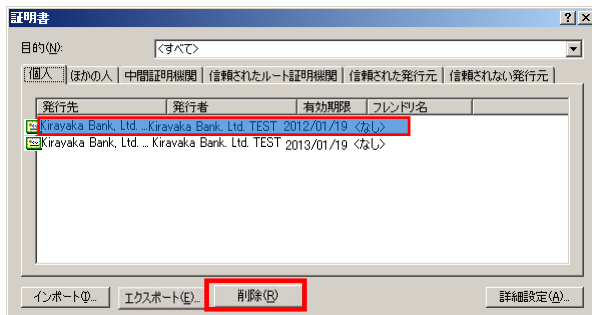 証明書
目的(N): <すべて>
個人 ほかの人 中間証明機関 信頼されたルート証明機関 信頼された発行元 信頼されない発行元
発行先 発行者 有効期限 フレンドリ名
Kirayaka Bank, Ltd. ... Kirayaka Bank. Ltd. TEST 2012/01/19 <なし>
Kirayaka Bank, Ltd. ... Kirayaka Bank. Ltd. TEST 2013/01/19 <なし>
インポート(I)... エクスポート(E)... 削除(R) 詳細設定(A)...